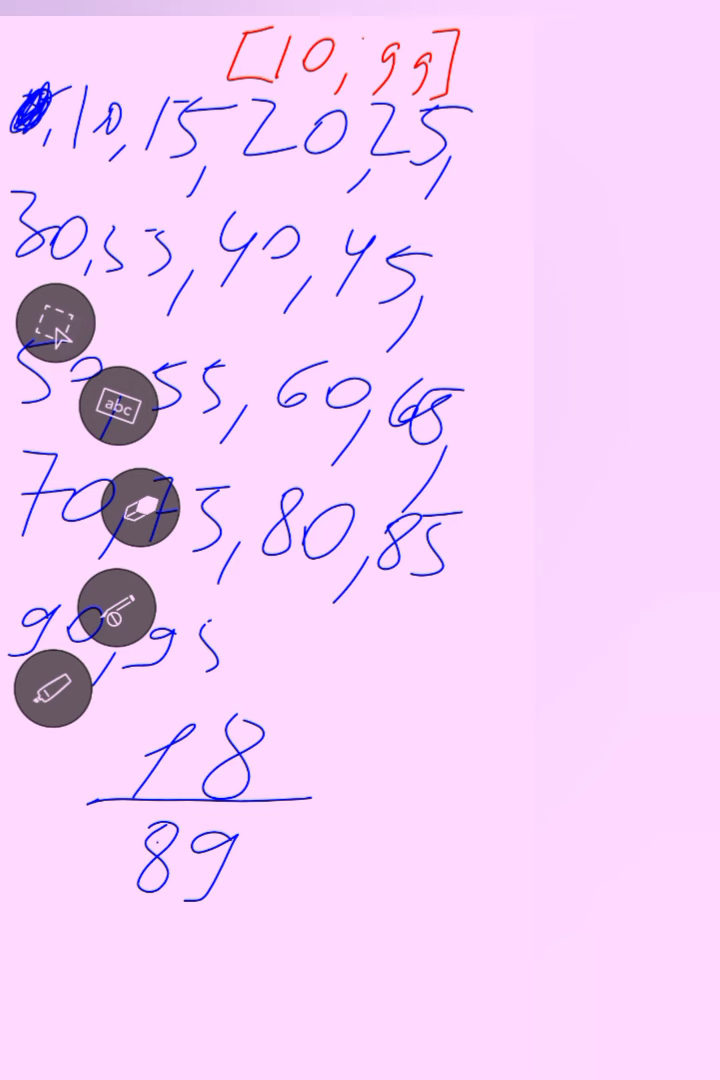 [10; 99]
,10, 15, 20, 25,
30, 35, 40, 45,
50, 55, 60, 65,
70, 75, 80, 85
90, 95
18
89
abc